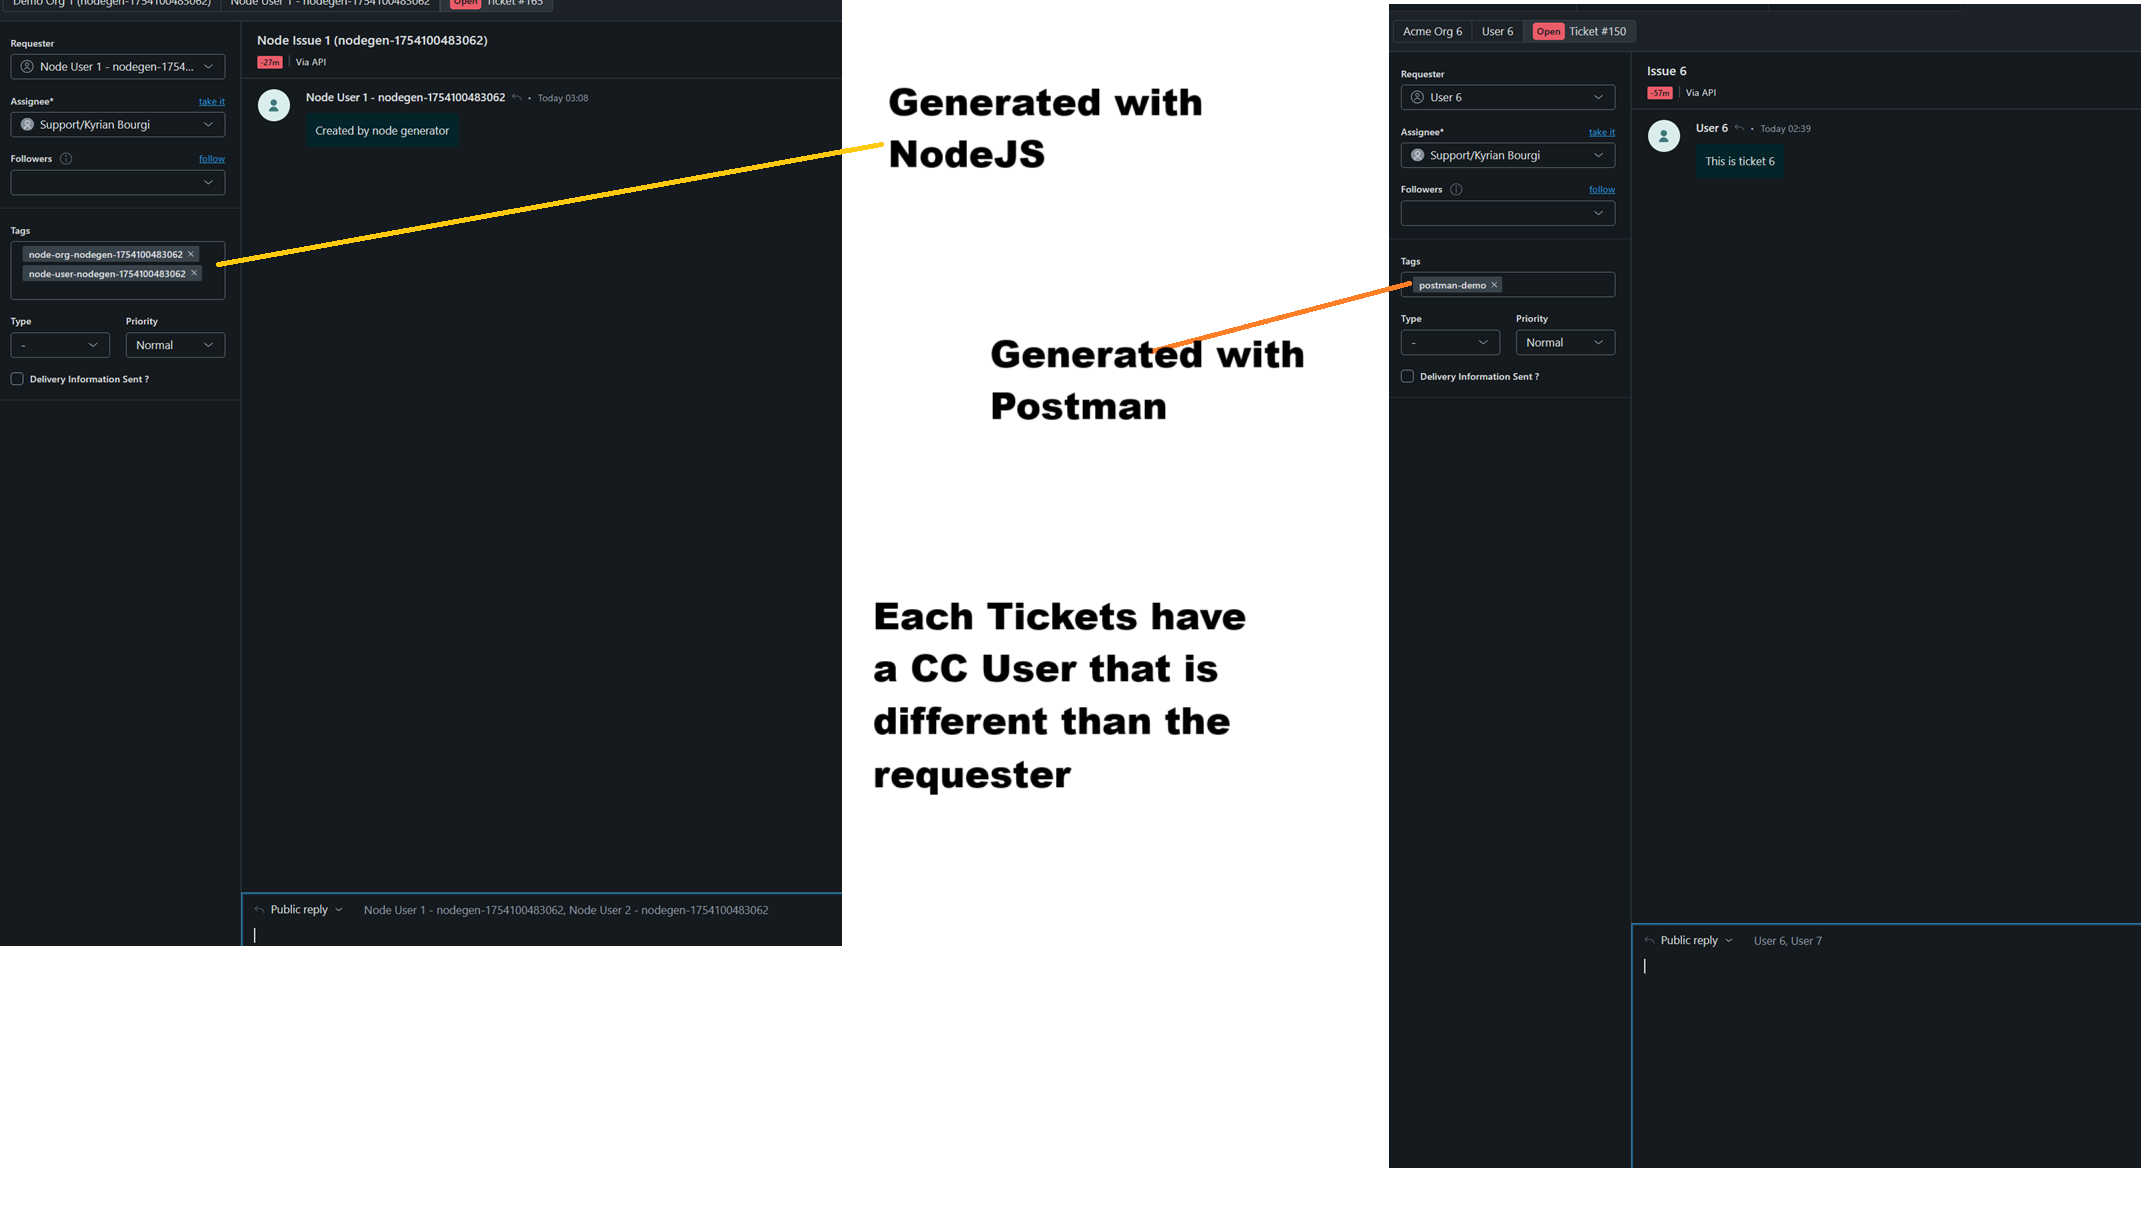 Demo Org 1 (nodegen-1754100483062)
Node User 1 - nodegen-1754100483062
Open Ticket #165
Requester
Node User 1 - nodegen-1754...
Assignee*
take it
Support/Kyrian Bourgi
Followers
follow
Tags
node-org-nodegen-1754100483062 ×
node-user-nodegen-1754100483062 ×
Type
Priority
-
Normal
Delivery Information Sent ?
Node Issue 1 (nodegen-1754100483062)
-27m Via API
Node User 1 - nodegen-1754100483062 • Today 03:08
Created by node generator
Public reply Node User 1 - nodegen-1754100483062, Node User 2 - nodegen-1754100483062
Generated with
NodeJS
Generated with
Postman
Each Tickets have
a CC User that is
different than the
requester
Acme Org 6
User 6
Open Ticket #150
Requester
User 6
Assignee*
take it
Support/Kyrian Bourgi
Followers
follow
Tags
postman-demo ×
Type
Priority
-
Normal
Delivery Information Sent ?
Issue 6
-57m Via API
User 6 • Today 02:39
This is ticket 6
Public reply User 6, User 7